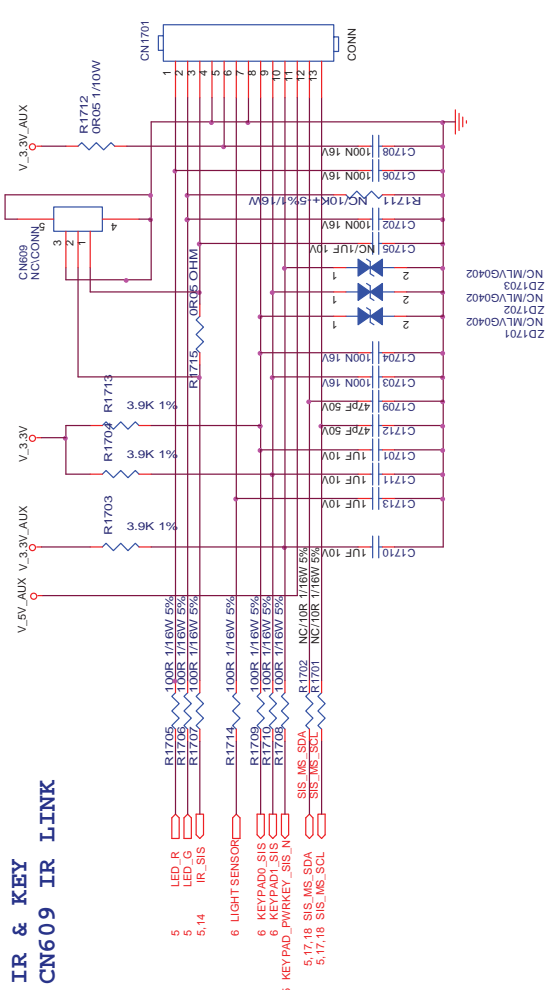 CN1701
CONN
1
2
3
4
5
6
7
8
9
10
11
12
13
R1712
0R05 1/10W
V_3.3V_AUX
CN609
NC\CONN
5
4
3
2
1
R1715
0R05 OHM
C1708
100N 16V
C1706
100N 16V
R1711
NC/10K+-5%1/16W
C1702
100N 16V
C1705
NC/1UF 10V
1
2
1
2
1
2
NC/MLVG0402
ZD1703
NC/MLVG0402
ZD1702
NC/MLVG0402
ZD1701
C1704
100N 16V
C1703
100N 16V
C1709
47pF 50V
C1712
47pF 50V
C1701
1UF 10V
C1711
1UF 10V
C1713
1UF 10V
C1710
1UF 10V
V_3.3V
R1713
3.9K 1%
R1704
3.9K 1%
V_3.3V_AUX
R1703
3.9K 1%
V_5V_AUX
R1705
100R 1/16W 5%
R1706
100R 1/16W 5%
R1707
100R 1/16W 5%
R1714
100R 1/16W 5%
R1709
100R 1/16W 5%
R1710
100R 1/16W 5%
R1708
100R 1/16W 5%
R1702
NC/10R 1/16W 5%
R1701
NC/10R 1/16W 5%
SIS_MS_SDA
SIS_MS_SCL
5 LED_R
5 LED_G
5,14 IR_SIS
6 LIGHT SENSOR
6 KEYPAD0_SIS
6 KEYPAD1_SIS
KEYPAD_PWRKEY_SIS_N
5,17,18 SIS_MS_SDA
5,17,18 SIS_MS_SCL
IR & KEY
CN609 IR LINK